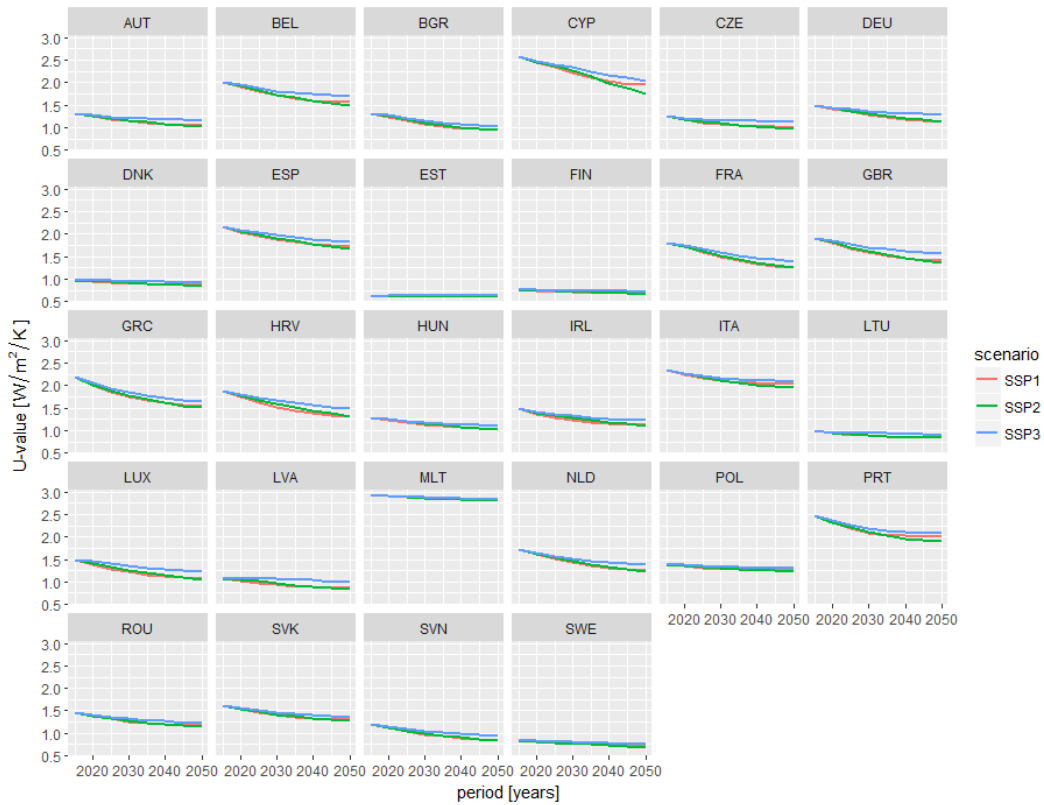 AUT BEL BGR CYP CZE DEU
3.0
2.5
2.0
1.5
1.0
0.5
DNK ESP EST FIN FRA GBR
3.0
2.5
2.0
1.5
1.0
0.5
GRC HRV HUN IRL ITA LTU
3.0
2.5
2.0
1.5
1.0
0.5
U-value [W/m²/K]
scenario
SSP1
SSP2
SSP3
LUX LVA MLT NLD POL PRT
3.0
2.5
2.0
1.5
1.0
0.5
2020 2030 2040 2050 2020 2030 2040 2050
ROU SVK SVN SWE
3.0
2.5
2.0
1.5
1.0
0.5
2020 2030 2040 2050 2020 2030 2040 2050 2020 2030 2040 2050 2020 2030 2040 2050
period [years]